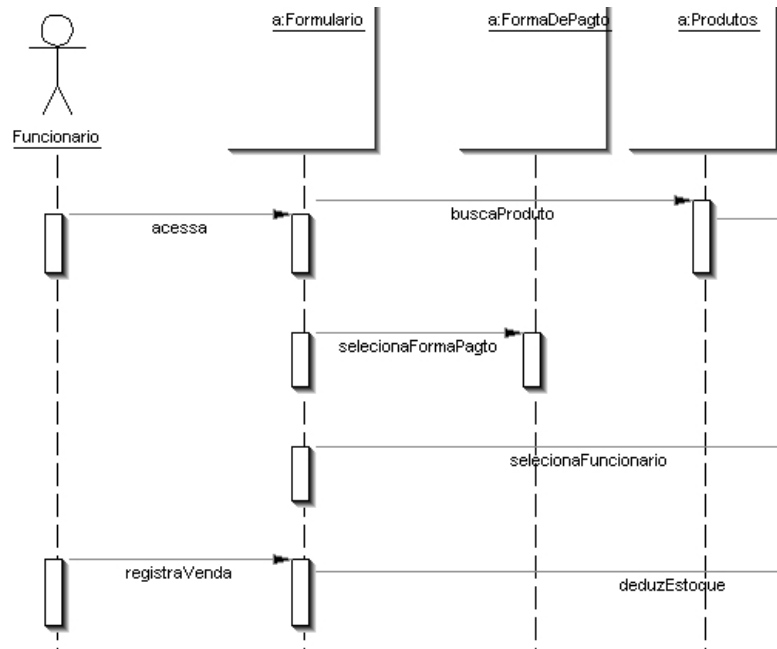 a:Formulario
a:FormaDePagto
a:Produtos
Funcionario
acessa
buscaProduto
selecionaFormaPagto
selecionaFuncionario
registraVenda
deduzEstoque